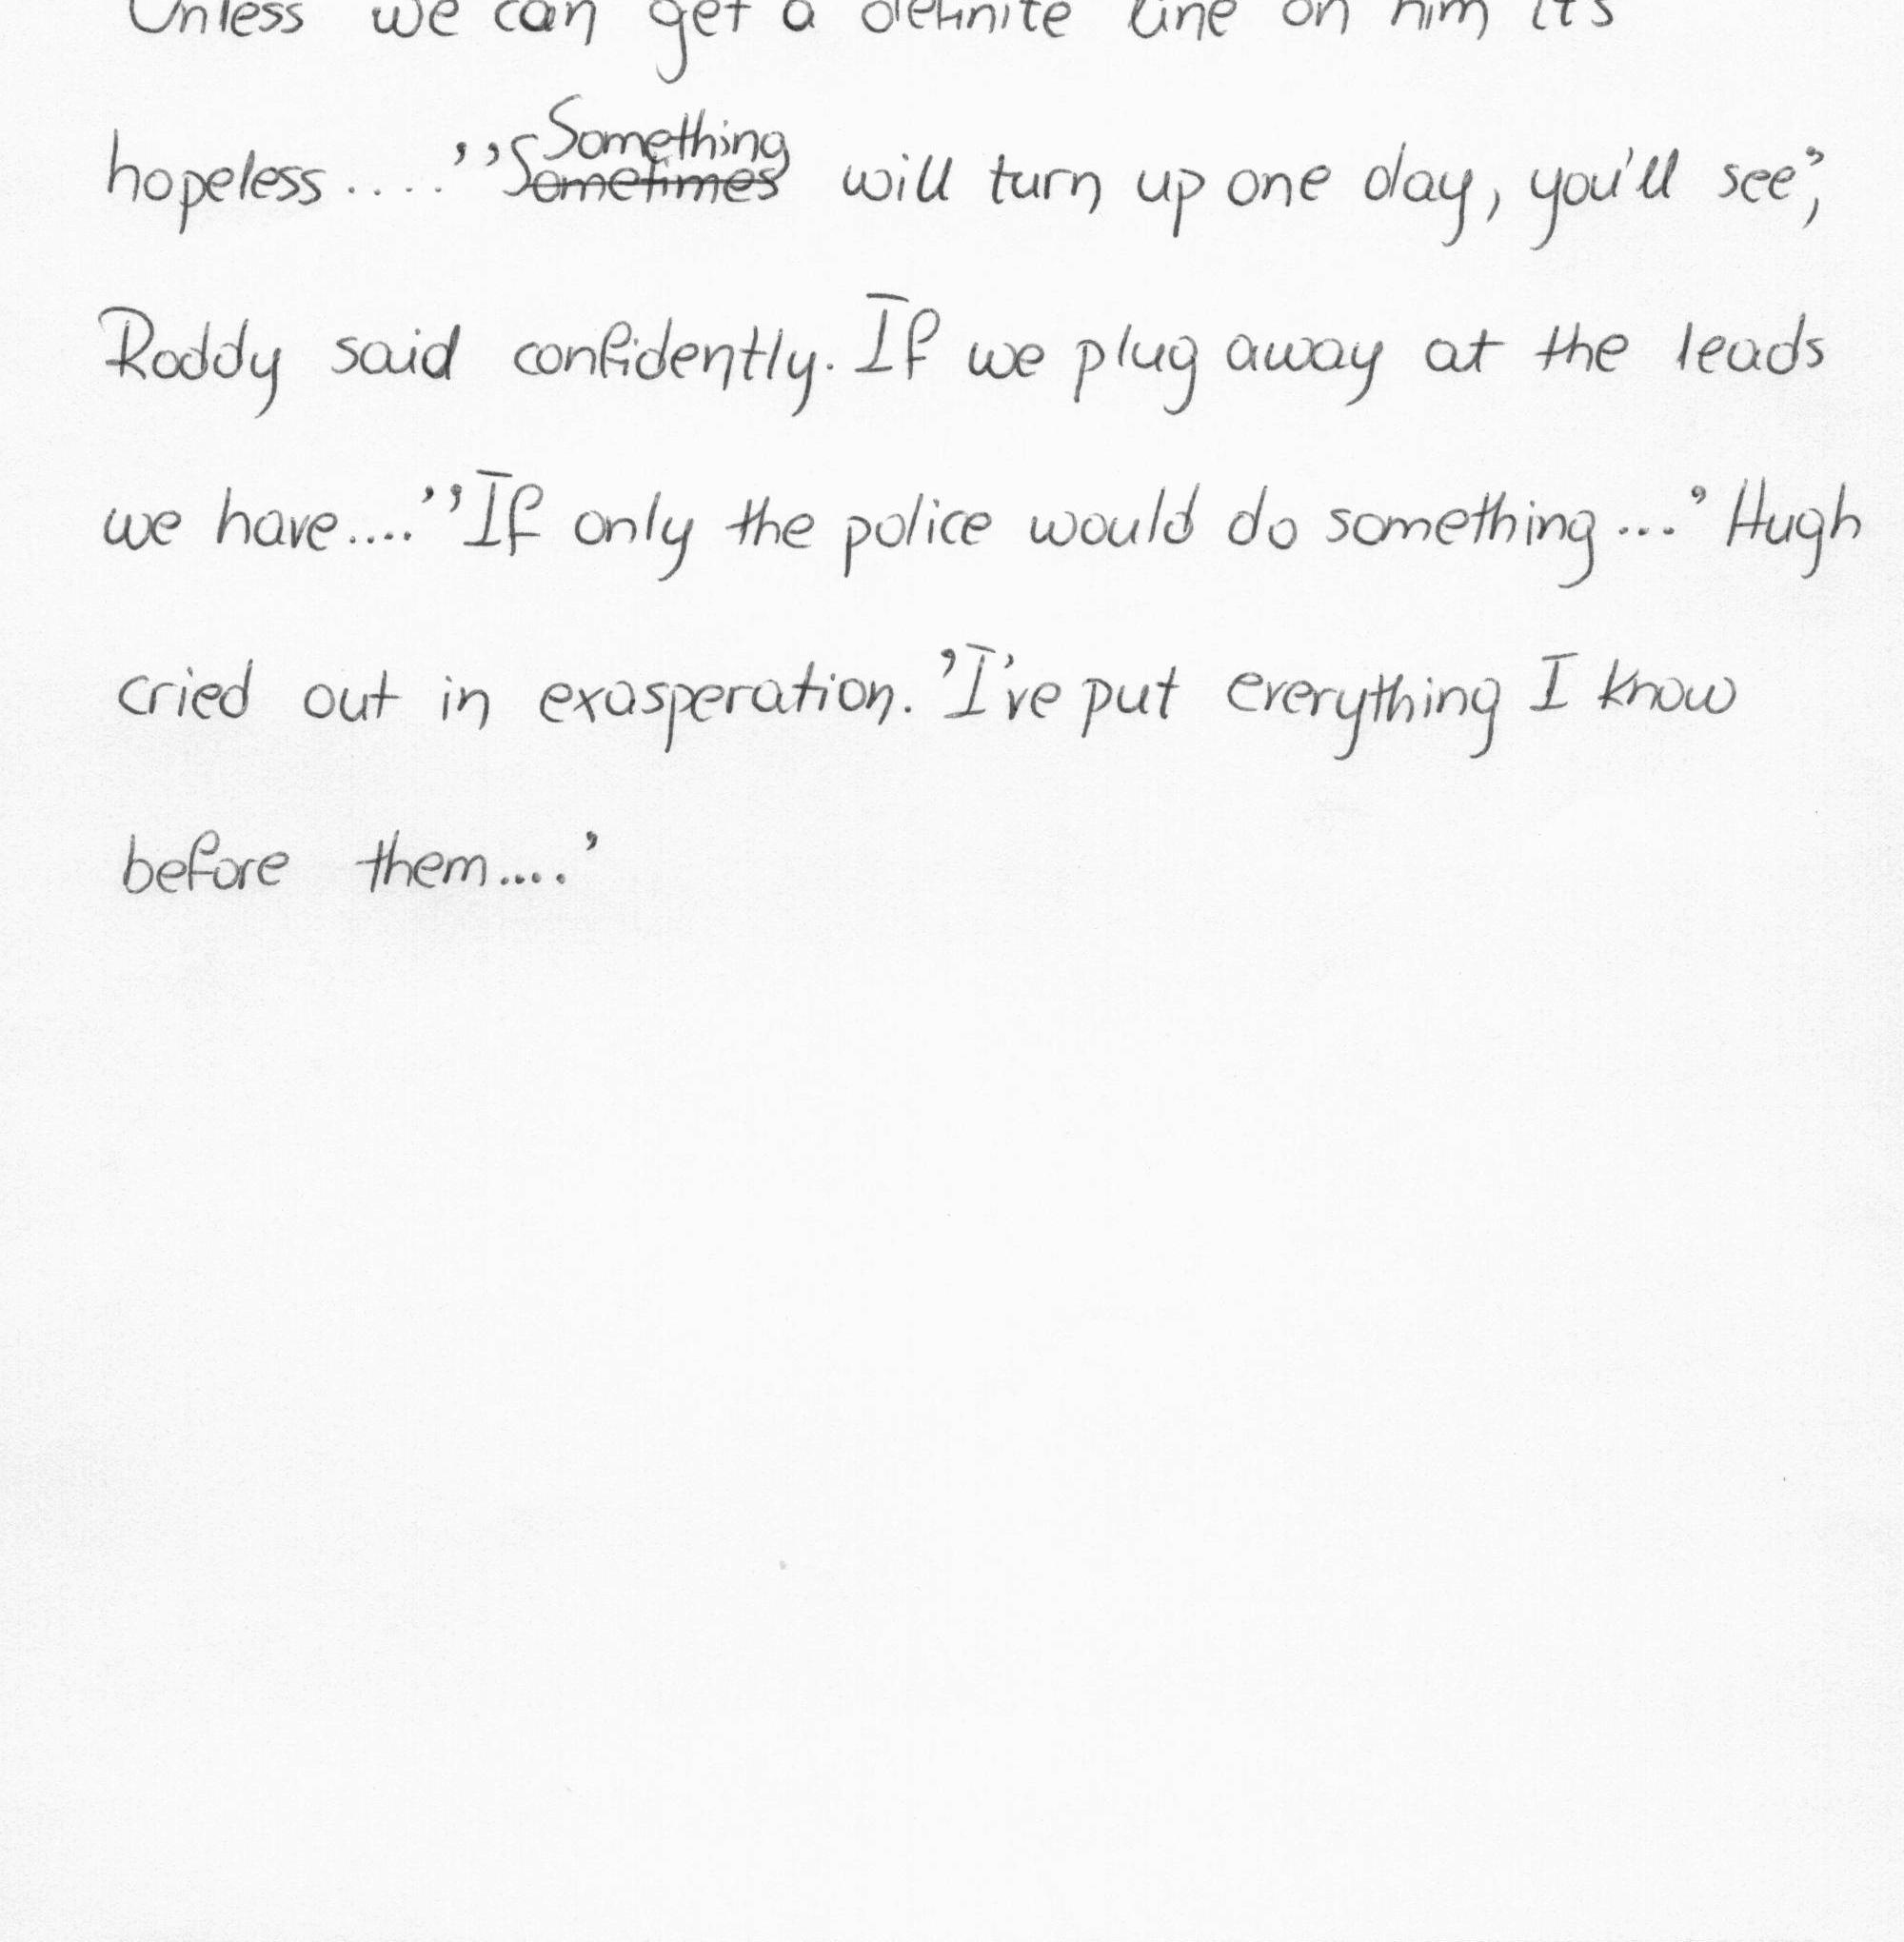 Unless we can get a definite line on him it's
hopeless....' 'Something
Sometimes will turn up one day, you'll see',
Roddy said confidently. If we plug away at the leads
we have....' 'If only the police would do something...' Hugh
cried out in exasperation. 'I've put everything I know
before them....'